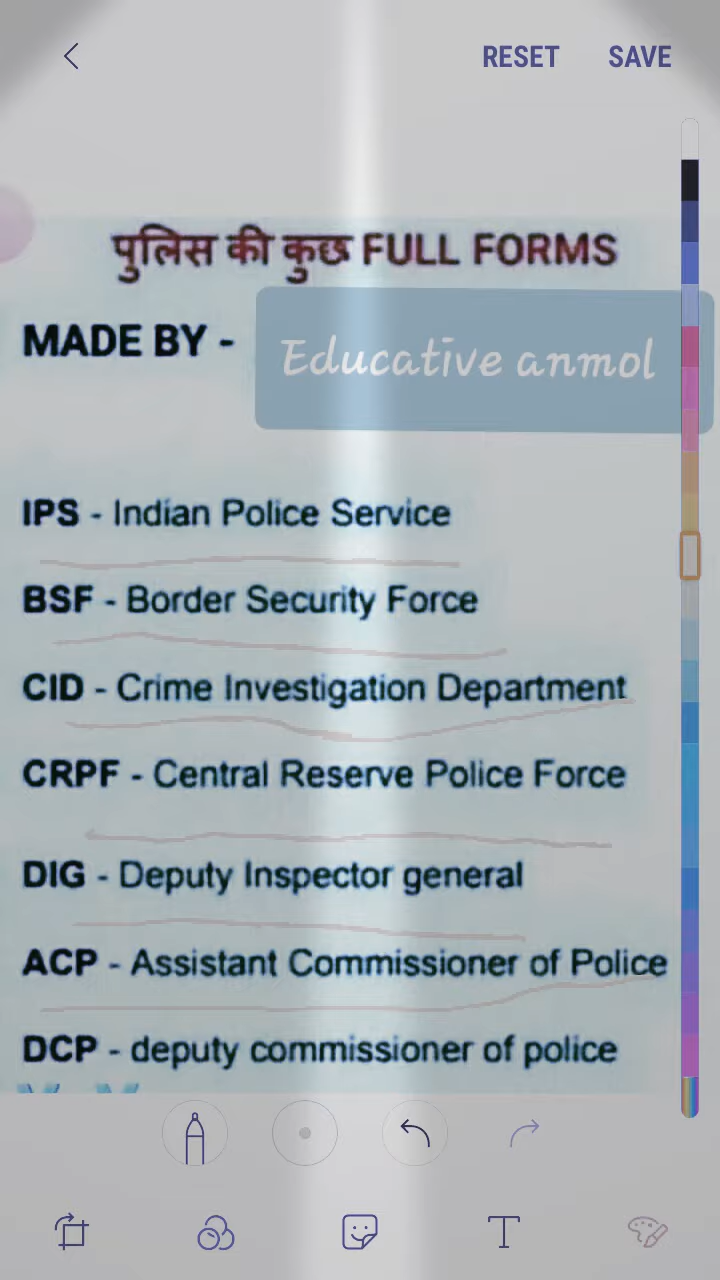 RESET SAVE
पुलिस की कुछ FULL FORMS
MADE BY - Educative anmol
IPS - Indian Police Service
BSF - Border Security Force
CID - Crime Investigation Department
CRPF - Central Reserve Police Force
DIG - Deputy Inspector general
ACP - Assistant Commissioner of Police
DCP - deputy commissioner of police